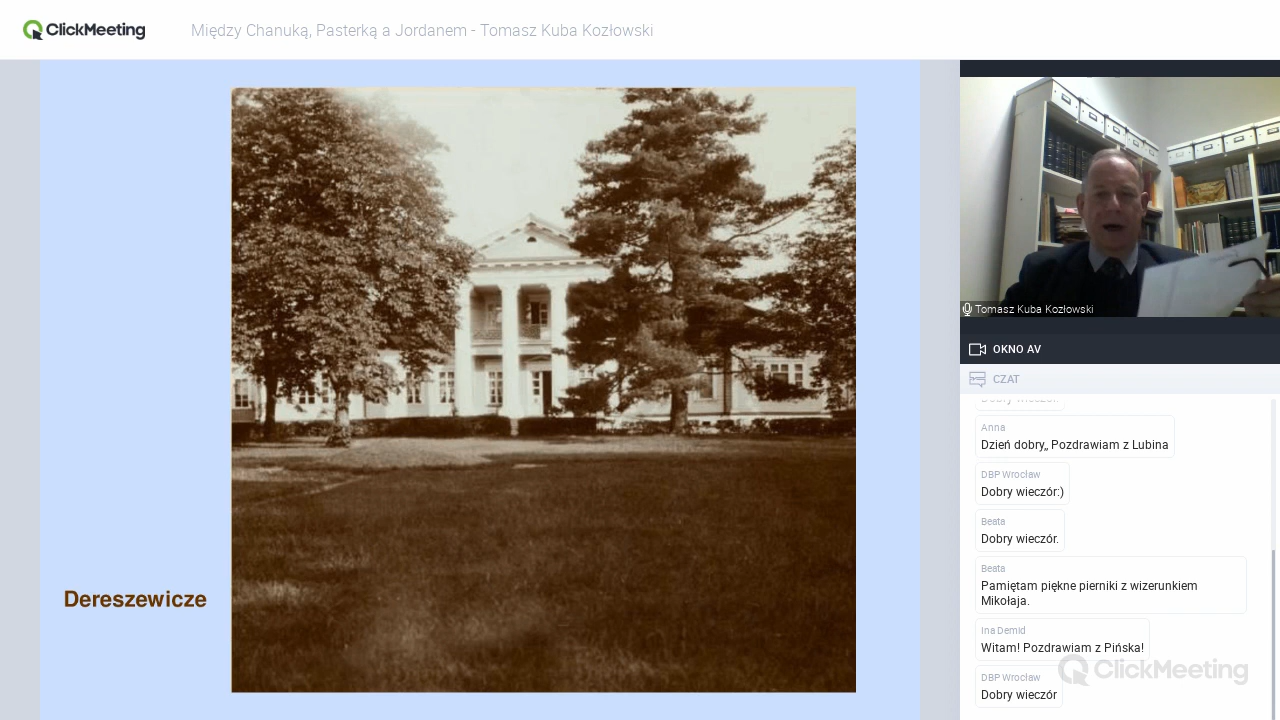 ClickMeeting
Między Chanuką, Pasterką a Jordanem - Tomasz Kuba Kozłowski
Dereszewicze
Tomasz Kuba Kozłowski
OKNO AV
CZAT
Dobry wieczór.
Anna
Dzień dobry,, Pozdrawiam z Lubina
DBP Wrocław
Dobry wieczór:)
Beata
Dobry wieczór.
Beata
Pamiętam piękne pierniki z wizerunkiem
Mikołaja.
Ina Demid
Witam! Pozdrawiam z Pińska!
DBP Wrocław
Dobry wieczór
ClickMeeting